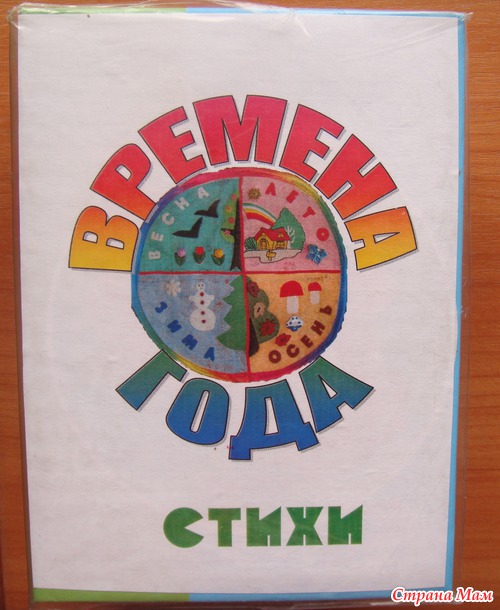 ВРЕМЕНА
ВЕСНА
ЛЕТО
ЗИМА
ОСЕНЬ
ГОДА
СТИХИ
Страна Мам